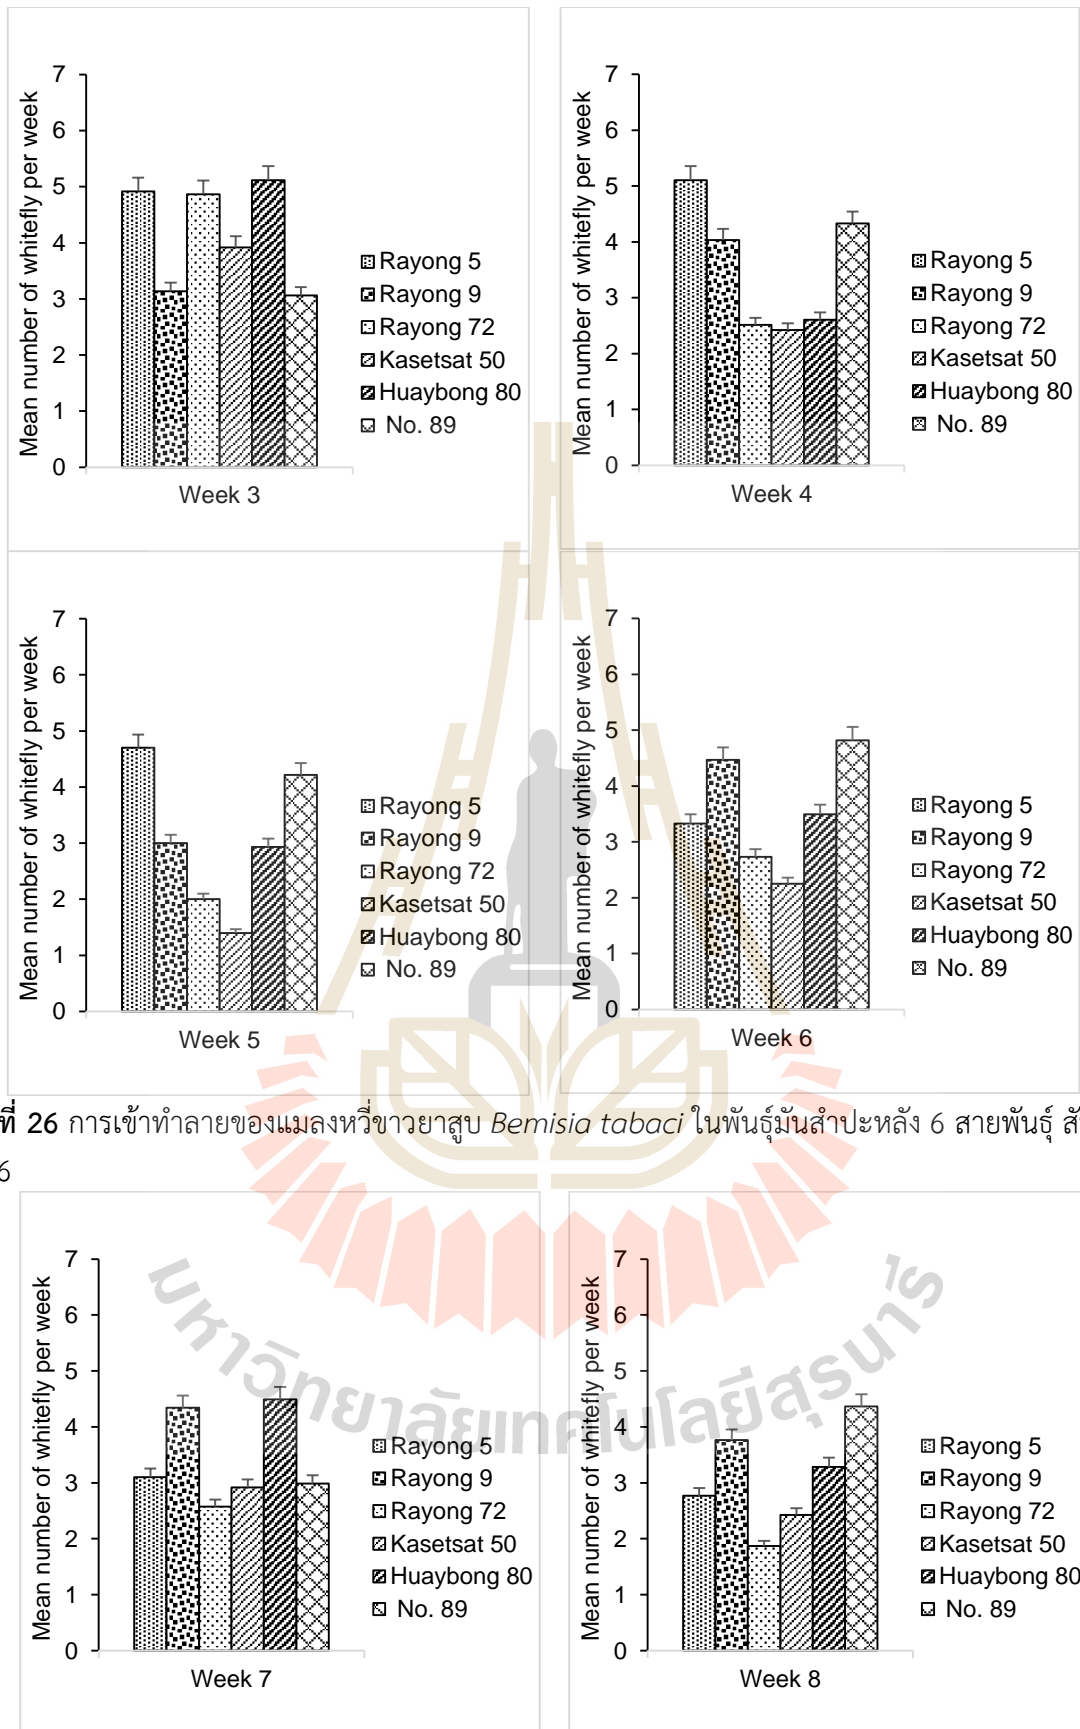 Mean number of whitefly per week
7
6
5
4
3
2
1
0
Week 3
Rayong 5
Rayong 9
Rayong 72
Kasetsat 50
Huaybong 80
No. 89
Mean number of whitefly per week
7
6
5
4
3
2
1
0
Week 4
Rayong 5
Rayong 9
Rayong 72
Kasetsat 50
Huaybong 80
No. 89
Mean number of whitefly per week
7
6
5
4
3
2
1
0
Week 5
Rayong 5
Rayong 9
Rayong 72
Kasetsat 50
Huaybong 80
No. 89
Mean number of whitefly per week
7
6
5
4
3
2
1
0
Week 6
Rayong 5
Rayong 9
Rayong 72
Kasetsat 50
Huaybong 80
No. 89
ที่ 26 การเข้าทำลายของแมลงหวี่ขาวยาสูบ Bemisia tabaci ในพันธุ์มันสำปะหลัง 6 สายพันธุ์
6
Mean number of whitefly per week
7
6
5
4
3
2
1
0
Week 7
Rayong 5
Rayong 9
Rayong 72
Kasetsat 50
Huaybong 80
No. 89
Mean number of whitefly per week
7
6
5
4
3
2
1
0
Week 8
Rayong 5
Rayong 9
Rayong 72
Kasetsat 50
Huaybong 80
No. 89
มหาวิทยาลัยเทคโนโลยีสุรนารี